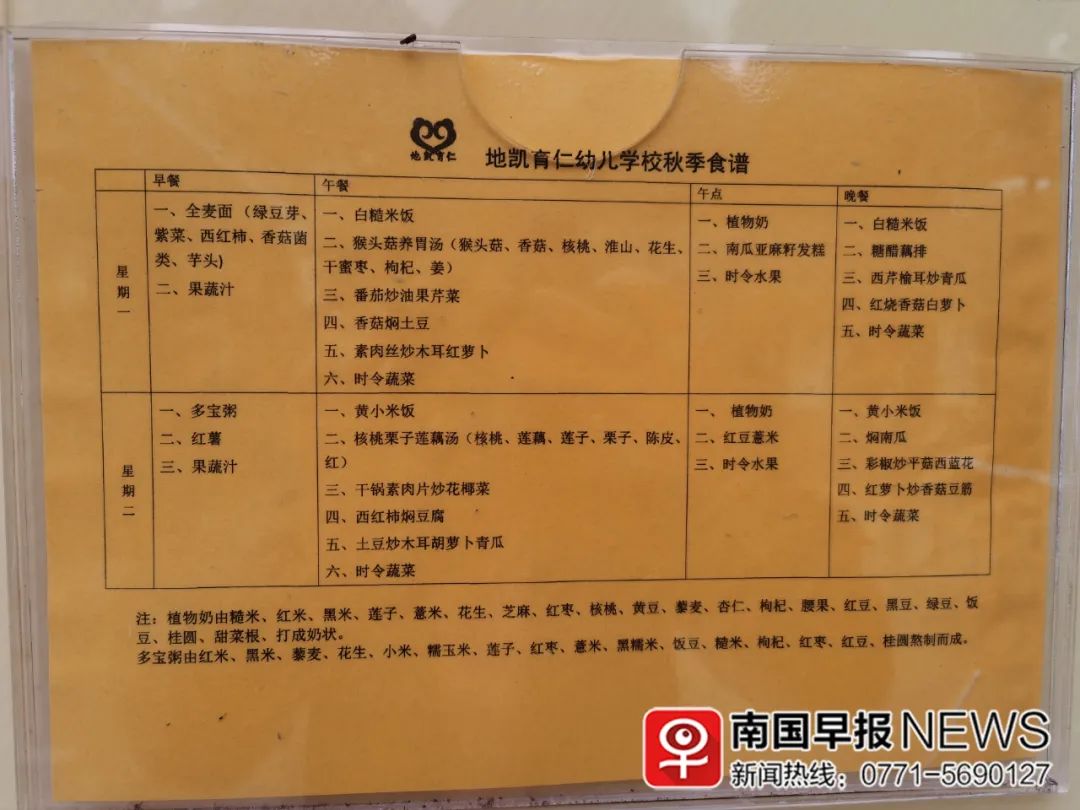 地凯育仁
地凯育仁幼儿学校秋季食谱
早餐
午餐
午点
晚餐
星期一
一、全麦面（绿豆芽、
紫菜、西红柿、香菇菌
类、芋头)
二、果蔬汁
一、白糙米饭
二、猴头菇养胃汤（猴头菇、香菇、核桃、淮山、花生、
干蜜枣、枸杞、姜）
三、番茄炒油果芹菜
四、香菇焖土豆
五、素肉丝炒木耳红萝卜
六、时令蔬菜
一、植物奶
二、南瓜亚麻籽发糕
三、时令水果
一、白糙米饭
二、糖醋藕排
三、西芹榆耳炒青瓜
四、红烧香菇白萝卜
五、时令蔬菜
星期二
一、多宝粥
二、红薯
三、果蔬汁
一、黄小米饭
二、核桃栗子莲藕汤（核桃、莲藕、莲子、栗子、陈皮、
红）
三、干锅素肉片炒花椰菜
四、西红柿焖豆腐
五、土豆炒木耳胡萝卜青瓜
六、时令蔬菜
一、 植物奶
二、红豆薏米
三、时令水果
一、黄小米饭
二、焖南瓜
三、彩椒炒平菇西蓝花
四、红萝卜炒香菇豆筋
五、时令蔬菜
注：植物奶由糙米、红米、黑米、莲子、薏米、花生、芝麻、红枣、核桃、黄豆、藜麦、杏仁、枸杞、腰果、红豆、黑豆、绿豆、饭
豆、桂圆、甜菜根、打成奶状。
多宝粥由红米、黑米、藜麦、花生、小米、糯玉米、莲子、红枣、薏米、黑糯米、饭豆、糙米、枸杞、红枣、红豆、桂圆熬制而成。
南国早报NEWS
新闻热线：0771-5690127